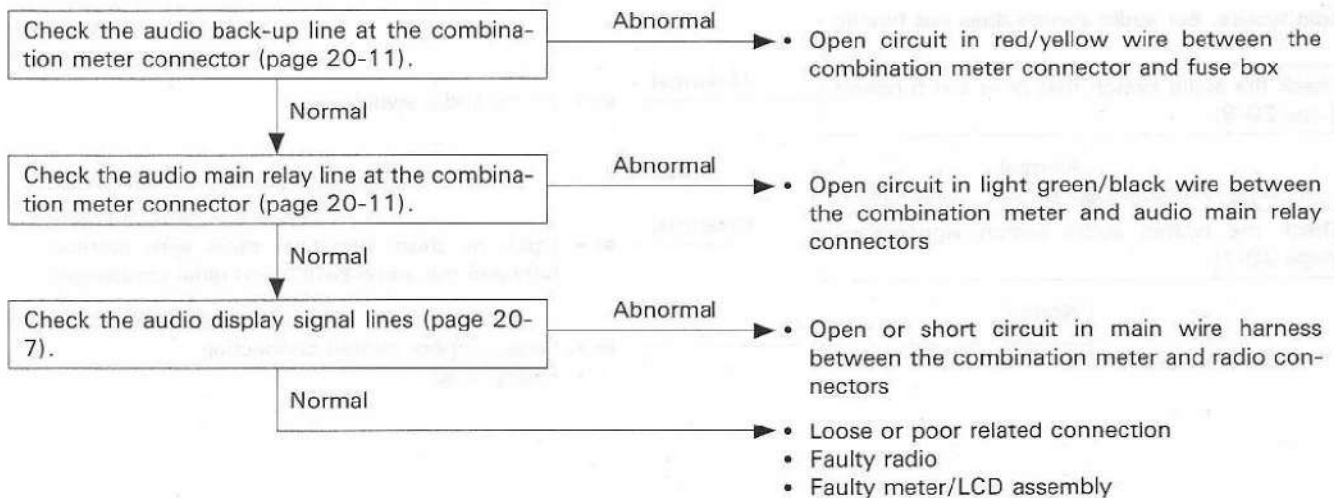 Check the audio back-up line at the combina-
tion meter connector (page 20-11).
Abnormal
• Open circuit in red/yellow wire between the
combination meter connector and fuse box
Normal
Check the audio main relay line at the combina-
tion meter connector (page 20-11).
Abnormal
• Open circuit in light green/black wire between
the combination meter and audio main relay
connectors
Normal
Check the audio display signal lines (page 20-
7).
Abnormal
• Open or short circuit in main wire harness
between the combination meter and radio con-
nectors
Normal
• Loose or poor related connection
• Faulty radio
• Faulty meter/LCD assembly